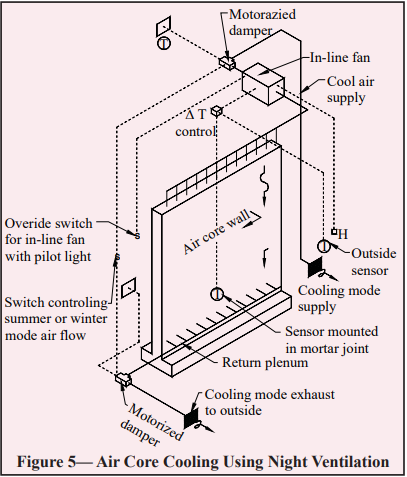 Motorazied
damper
T
In-line fan
Cool air
supply
Δ T
control
Air core wall
H
T
Overide switch
for in-line fan
with pilot light
S
Outside
sensor
S
Cooling mode
supply
Switch controling
summer or winter
mode air flow
T
Sensor mounted
in mortar joint
Return plenum
Motorized
damper
Cooling mode exhaust
to outside
Figure 5— Air Core Cooling Using Night Ventilation